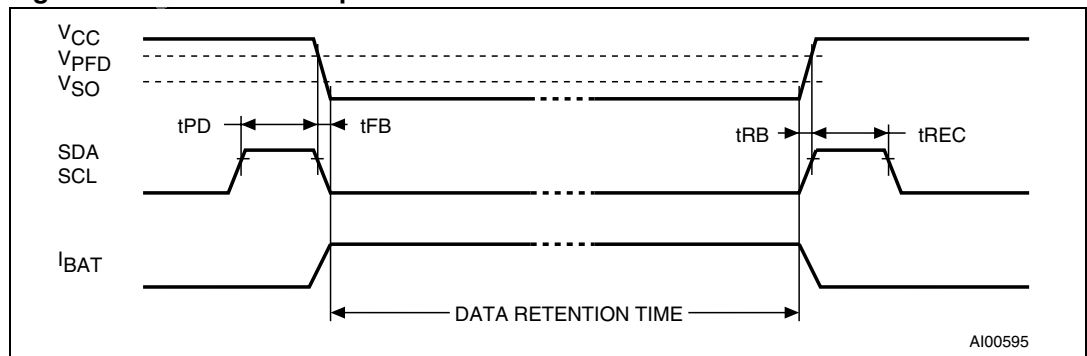 VCC
VPFD
VSO
tPD
tFB
tRB
tREC
SDA
SCL
IBAT
DATA RETENTION TIME
AI00595